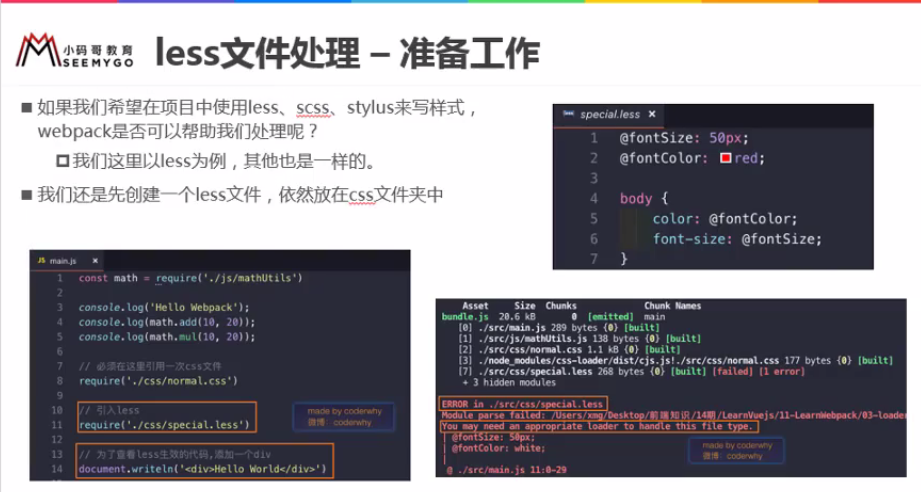 小码哥教育
SEEMYGO
less文件处理 – 准备工作
如果我们希望在项目中使用less、scss、stylus来写样式，
webpack是否可以帮助我们处理呢？
我们这里以less为例，其他也是一样的。
我们还是先创建一个less文件，依然放在css文件夹中
special.less ×
1 @fontSize: 50px;
2 @fontColor: red;
3
4 body {
5 color: @fontColor;
6 font-size: @fontSize;
7 }
JS main.js ×
1 const math = require('./js/mathUtils')
2
3 console.log('Hello Webpack');
4 console.log(math.add(10, 20));
5 console.log(math.mul(10, 20));
6
7 // 必须在这里引用一次css文件
8 require('./css/normal.css')
9
10 // 引入less
11 require('./css/special.less')
12
13 // 为了查看less生效的代码,添加一个div
14 document.writeln('<div>Hello World</div>')
made by coderwhy
微博：coderwhy
Asset Size Chunks Chunk Names
bundle.js 20.6 kB 0 [emitted] main
[0] ./src/main.js 289 bytes {0} [built]
[1] ./src/js/mathUtils.js 138 bytes {0} [built]
[2] ./src/css/normal.css 1.1 kB {0} [built]
[3] ./node_modules/css-loader/dist/cjs.js!./src/css/normal.css 177 bytes {0} [built]
[7] ./src/css/special.less 268 bytes {0} [built] [failed] [1 error]
+ 3 hidden modules
ERROR in ./src/css/special.less
Module parse failed: /Users/xmg/Desktop/前端知识/14期/LearnVuejs/11-LearnWebpack/03-loader
You may need an appropriate loader to handle this file type.
| @fontSize: 50px;
| @fontColor: white;
|
@ ./src/main.js 11:0-29
made by coderwhy
微博：coderwhy